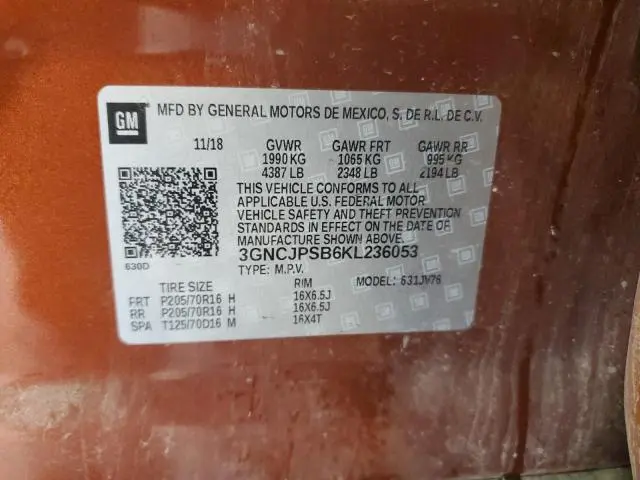 GM
MFD BY GENERAL MOTORS DE MEXICO, S. DE R.L. DE C.V.
11/18 GVWR GAWR FRT GAWR RR
1990 KG 1065 KG 995 KG
4387 LB 2348 LB 2194 LB
THIS VEHICLE CONFORMS TO ALL
APPLICABLE U.S. FEDERAL MOTOR
VEHICLE SAFETY AND THEFT PREVENTION
STANDARDS IN EFFECT ON THE DATE OF
MANUFACTURE SHOWN ABOVE.
3GNCJPSB6KL236053
630D
TYPE: M.P.V.
MODEL: 631JV76
TIRE SIZE RIM
FRT P205/70R16 H 16X6.5J
RR P205/70R16 H 16X6.5J
SPA T125/70D16 M 16X4T